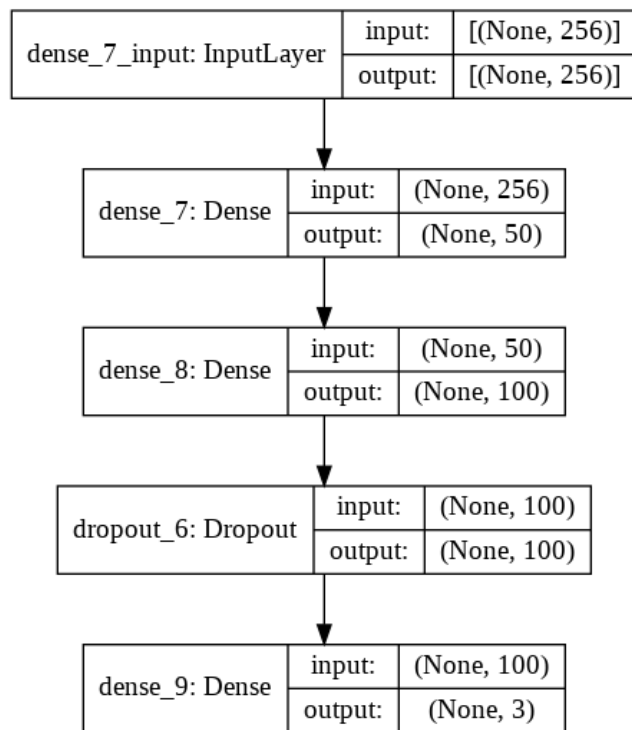 dense_7_input: InputLayer
input: [(None, 256)]
output: [(None, 256)]
dense_7: Dense
input: (None, 256)
output: (None, 50)
dense_8: Dense
input: (None, 50)
output: (None, 100)
dropout_6: Dropout
input: (None, 100)
output: (None, 100)
dense_9: Dense
input: (None, 100)
output: (None, 3)